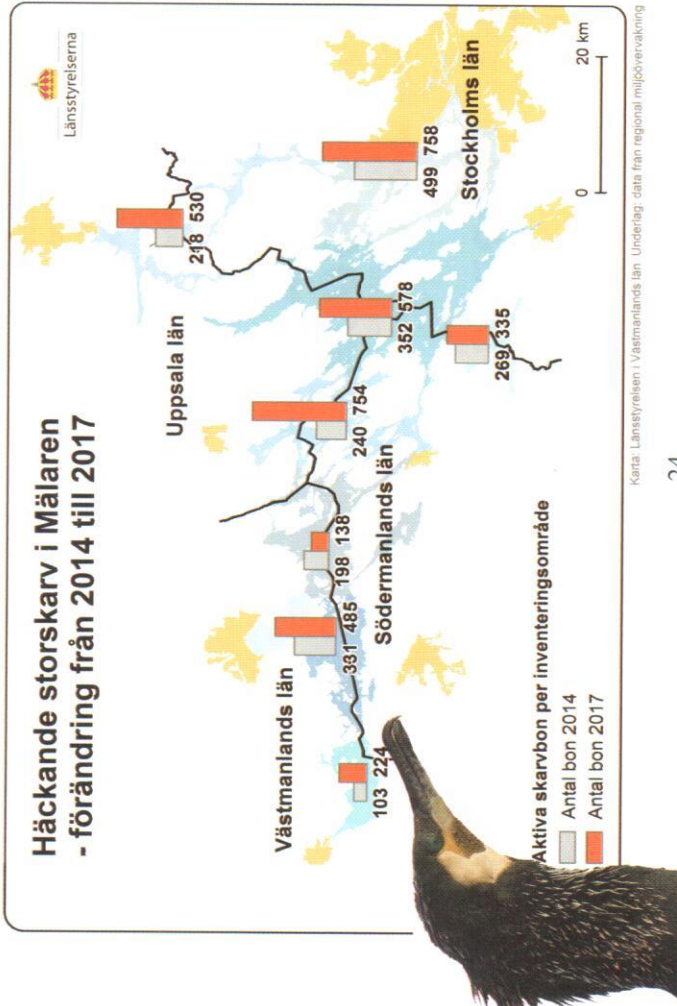 Häckande storskarv i Mälaren
- förändring från 2014 till 2017
Länsstyrelserna
Uppsala län
218 530
Västmanlands län
240 754
331 485
198 138
352 578
499 758
103 224
Södermanlands län
269 335
Stockholms län
Aktiva skarvbon per inventeringsområde
Antal bon 2014
Antal bon 2017
0 20 km
Karta: Länsstyrelsen i Västmanlands län Underlag: data från regional miljöövervakning
24